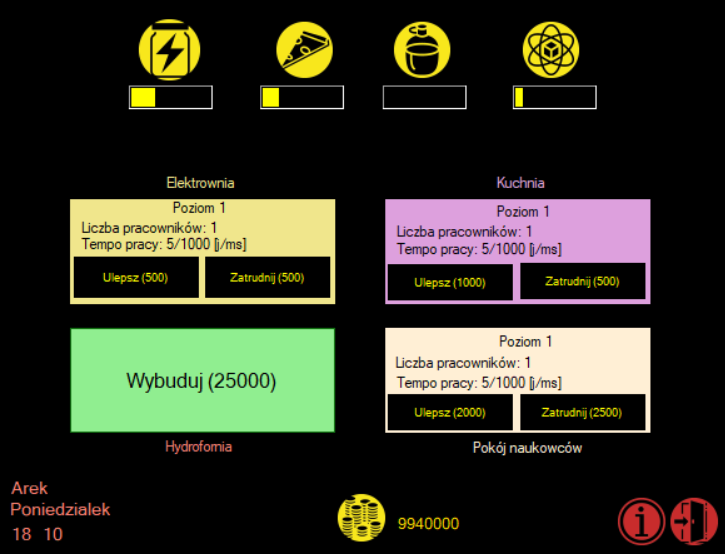 Elektrownia
Poziom 1
Liczba pracowników: 1
Tempo pracy: 5/1000 [j/ms]
Ulepsz (500)
Zatrudnij (500)
Kuchnia
Poziom 1
Liczba pracowników: 1
Tempo pracy: 5/1000 [j/ms]
Ulepsz (1000)
Zatrudnij (500)
Wybuduj (25000)
Hydrofornia
Poziom 1
Liczba pracowników: 1
Tempo pracy: 5/1000 [j/ms]
Ulepsz (2000)
Zatrudnij (2500)
Pokój naukowców
Arek
Poniedzialek
18 10
9940000